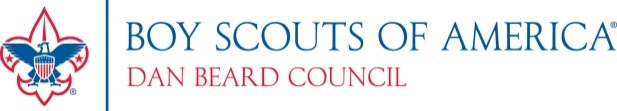 BOY SCOUTS OF AMERICA®
DAN BEARD COUNCIL
®